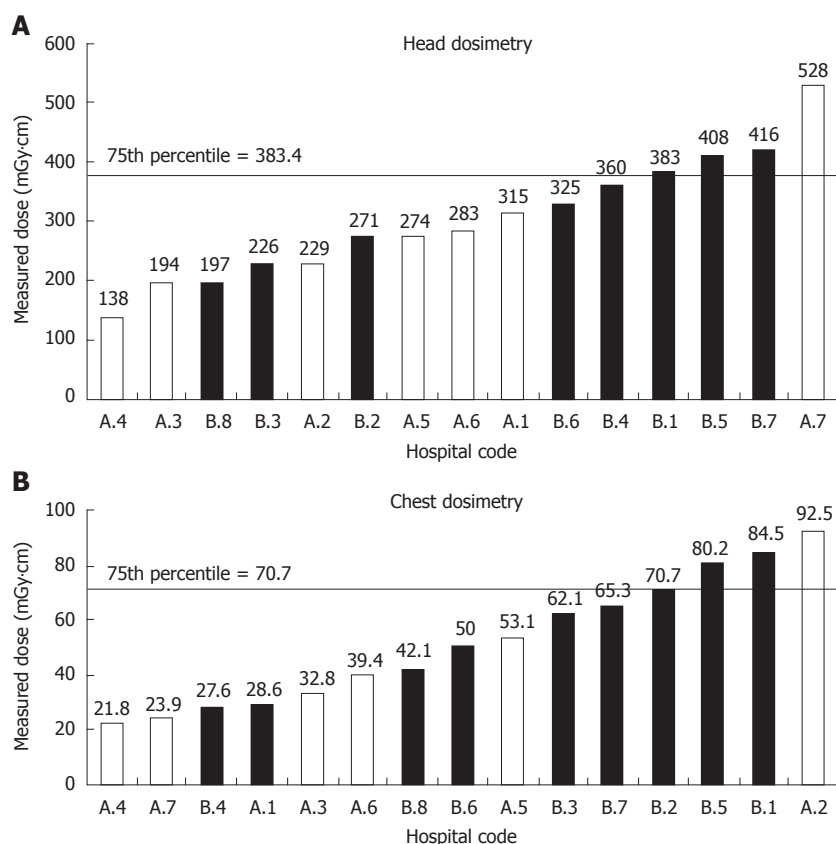 A
Head dosimetry
Measured dose (mGy·cm)
600
500
400
300
200
100
0
75th percentile = 383.4
138 194 197 226 229 271 274 283 315 325 360 383 408 416 528
A.4 A.3 B.8 B.3 A.2 B.2 A.5 A.6 A.1 B.6 B.4 B.1 B.5 B.7 A.7
Hospital code
B
Chest dosimetry
Measured dose (mGy·cm)
100
80
60
40
20
0
75th percentile = 70.7
21.8 23.9 27.6 28.6 32.8 39.4 42.1 50 53.1 62.1 65.3 70.7 80.2 84.5 92.5
A.4 A.7 B.4 A.1 A.3 A.6 B.8 B.6 A.5 B.3 B.7 B.2 B.5 B.1 A.2
Hospital code